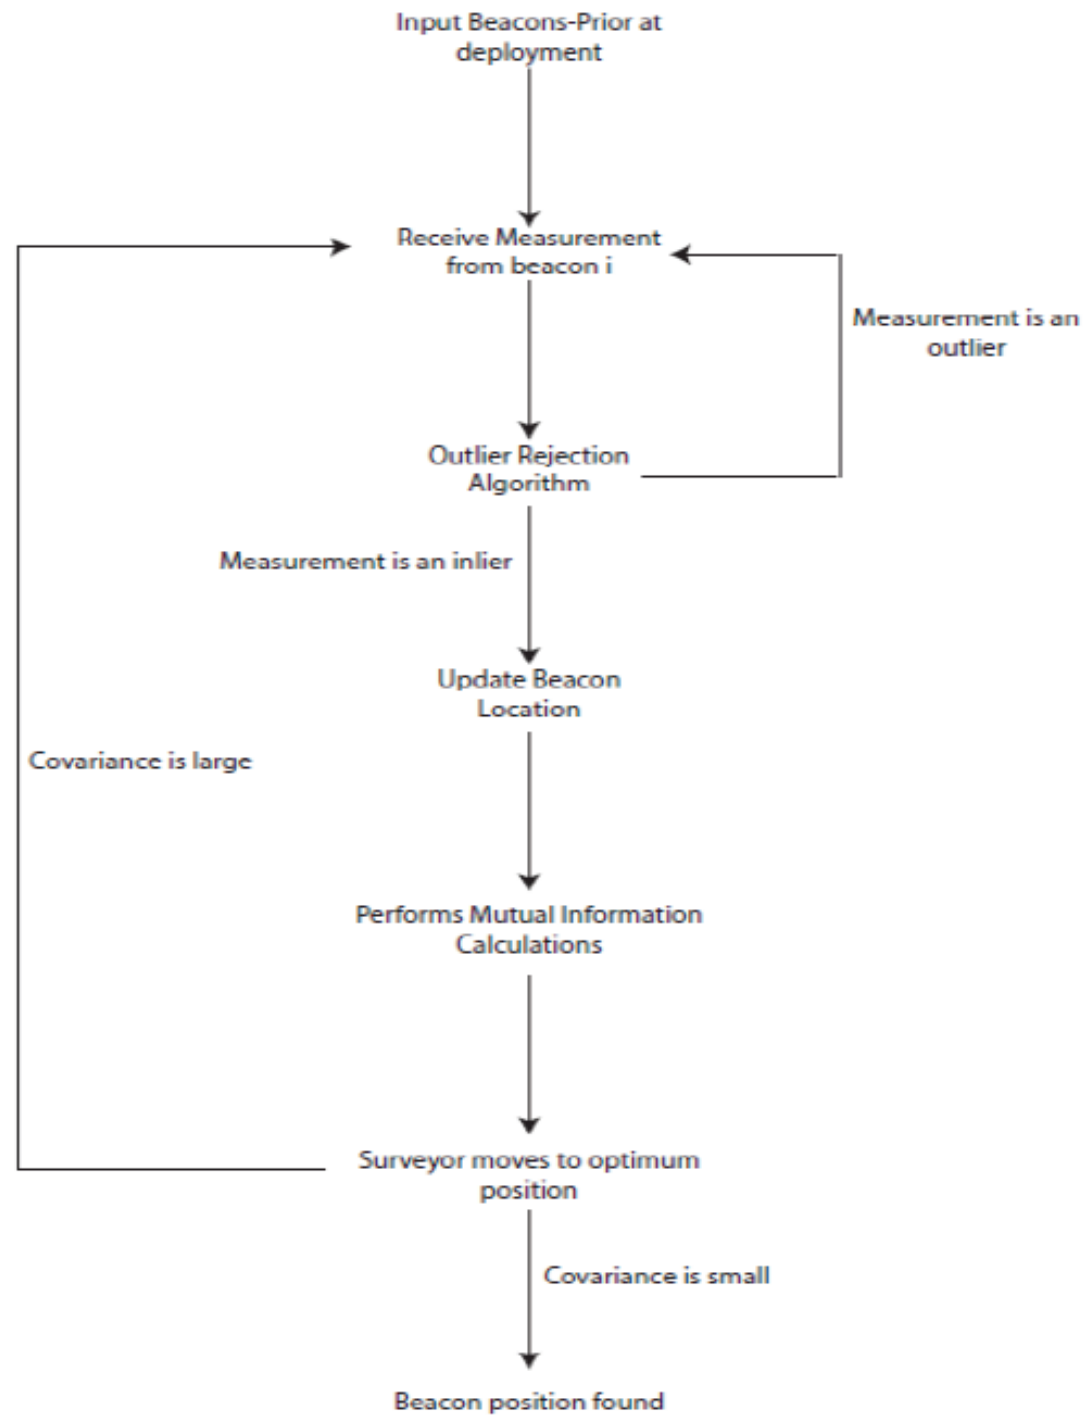 Input Beacons-Prior at
deployment
Receive Measurement
from beacon i
Measurement is an
outlier
Outlier Rejection
Algorithm
Measurement is an inlier
Update Beacon
Location
Covariance is large
Performs Mutual Information
Calculations
Surveyor moves to optimum
position
Covariance is small
Beacon position found